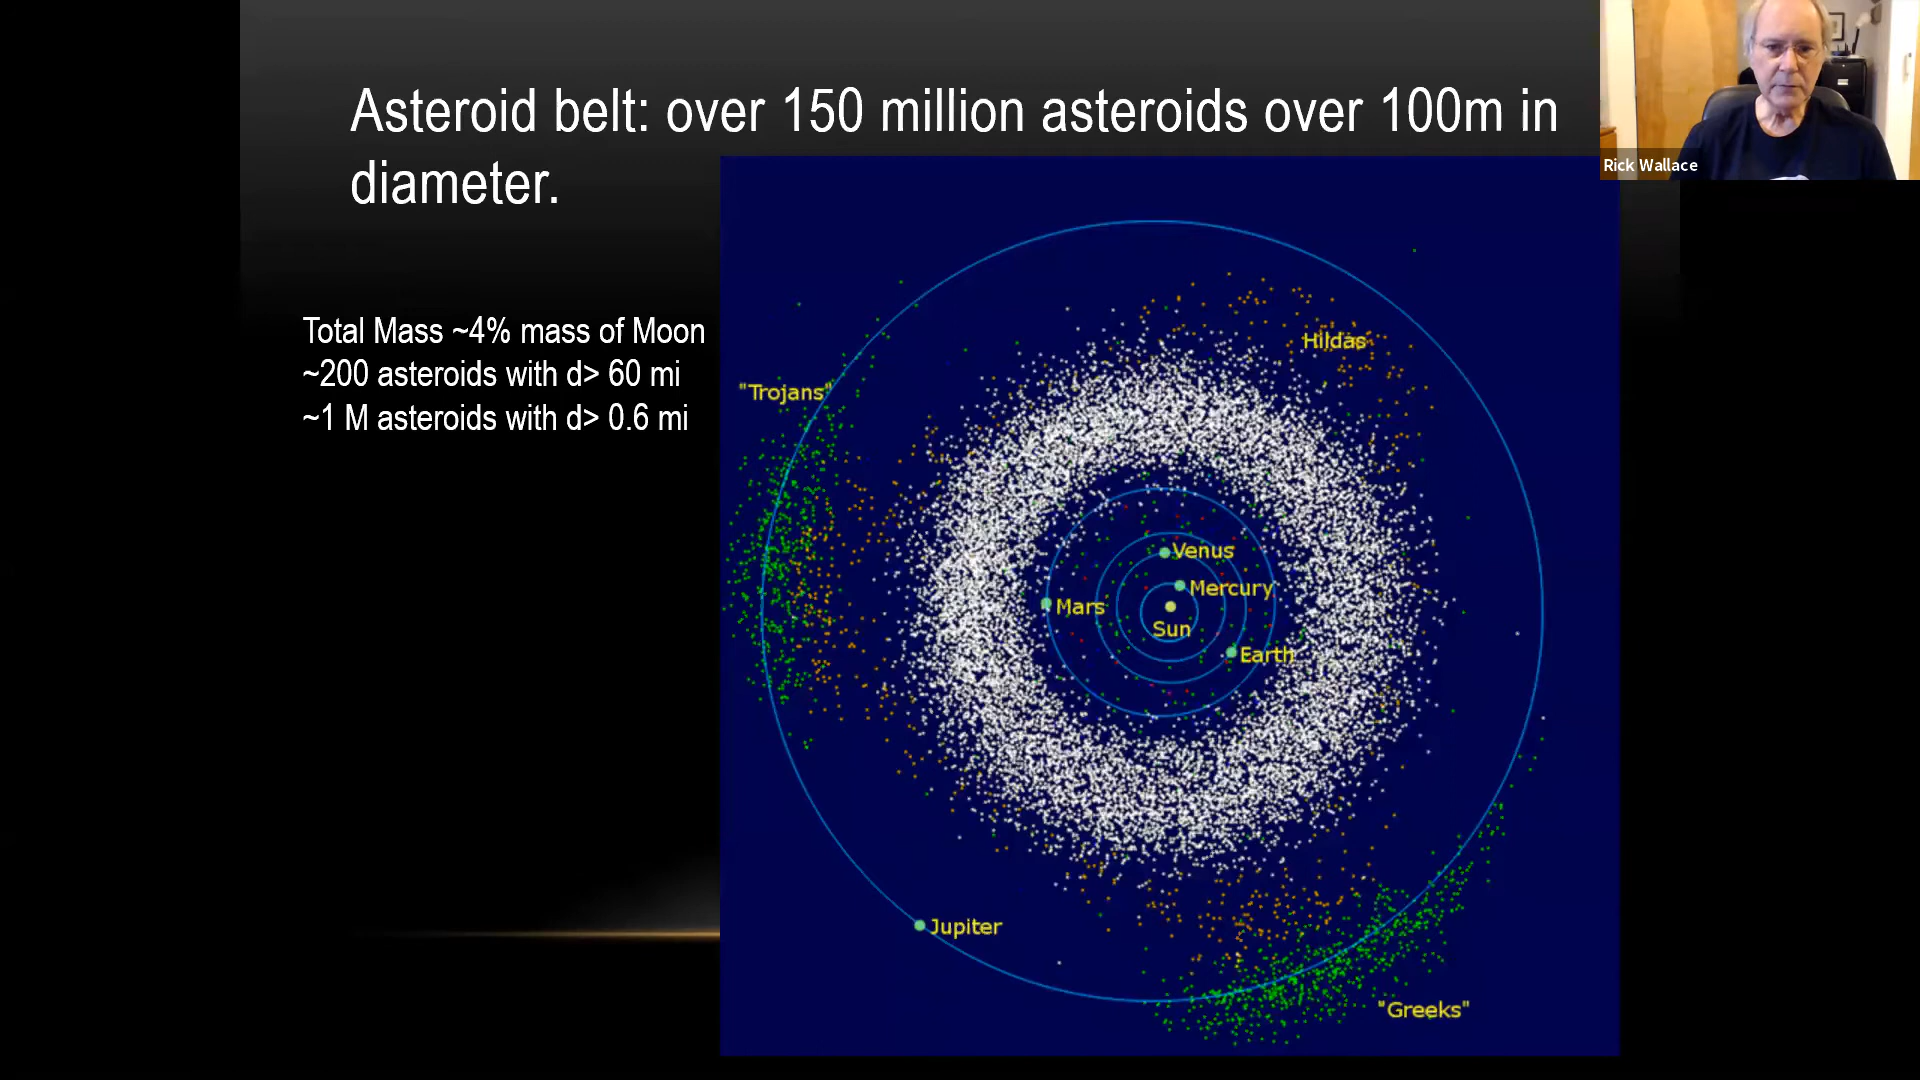 Asteroid belt: over 150 million asteroids over 100m in
diameter.
Rick Wallace
Total Mass ~4% mass of Moon
~200 asteroids with d> 60 mi
~1 M asteroids with d> 0.6 mi
Hildas
"Trojans"
Venus
Mercury
Mars
Sun
Earth
Jupiter
"Greeks"